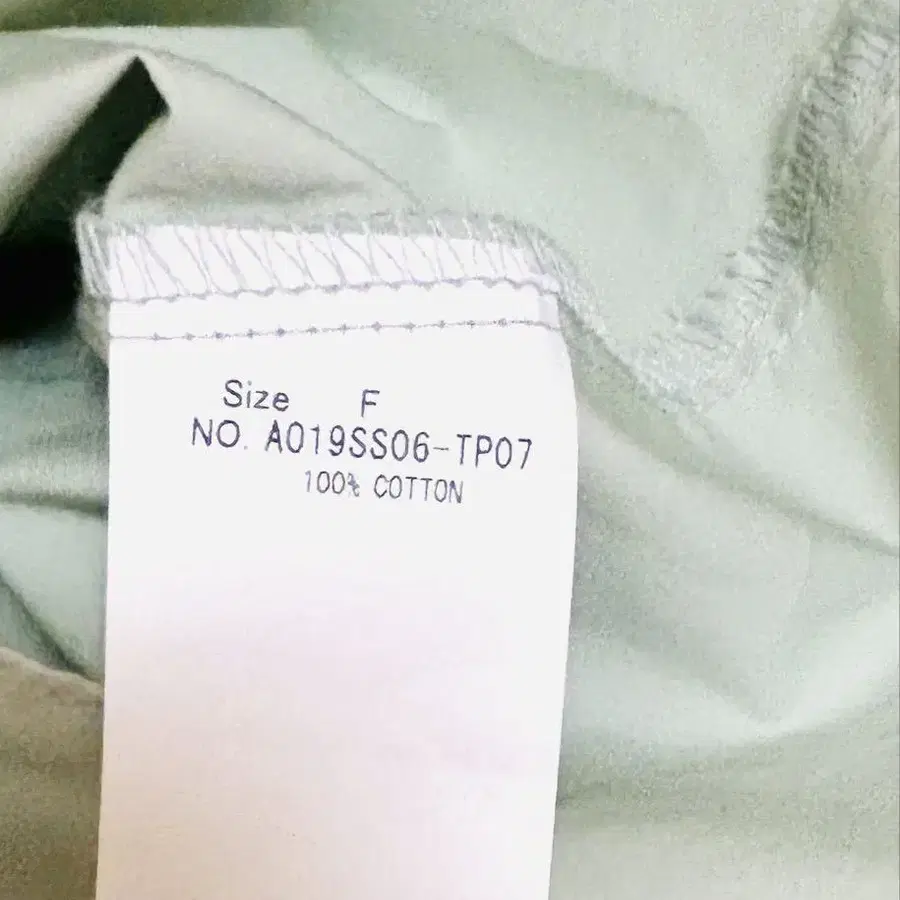 Size F
NO. A019SS06-TP07
100% COTTON